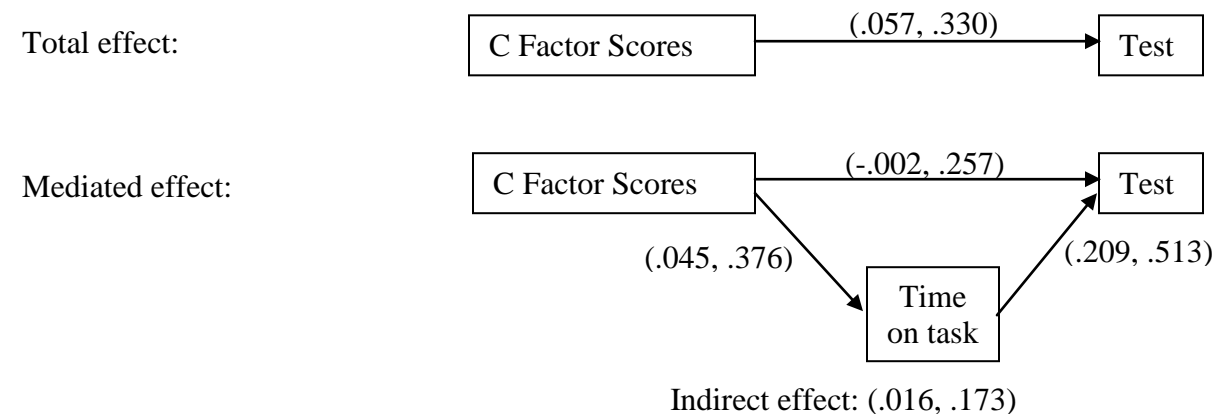 Total effect:
C Factor Scores
(.057, .330)
Test
Mediated effect:
C Factor Scores
(-.002, .257)
Test
(.045, .376)
(.209, .513)
Time
on task
Indirect effect: (.016, .173)